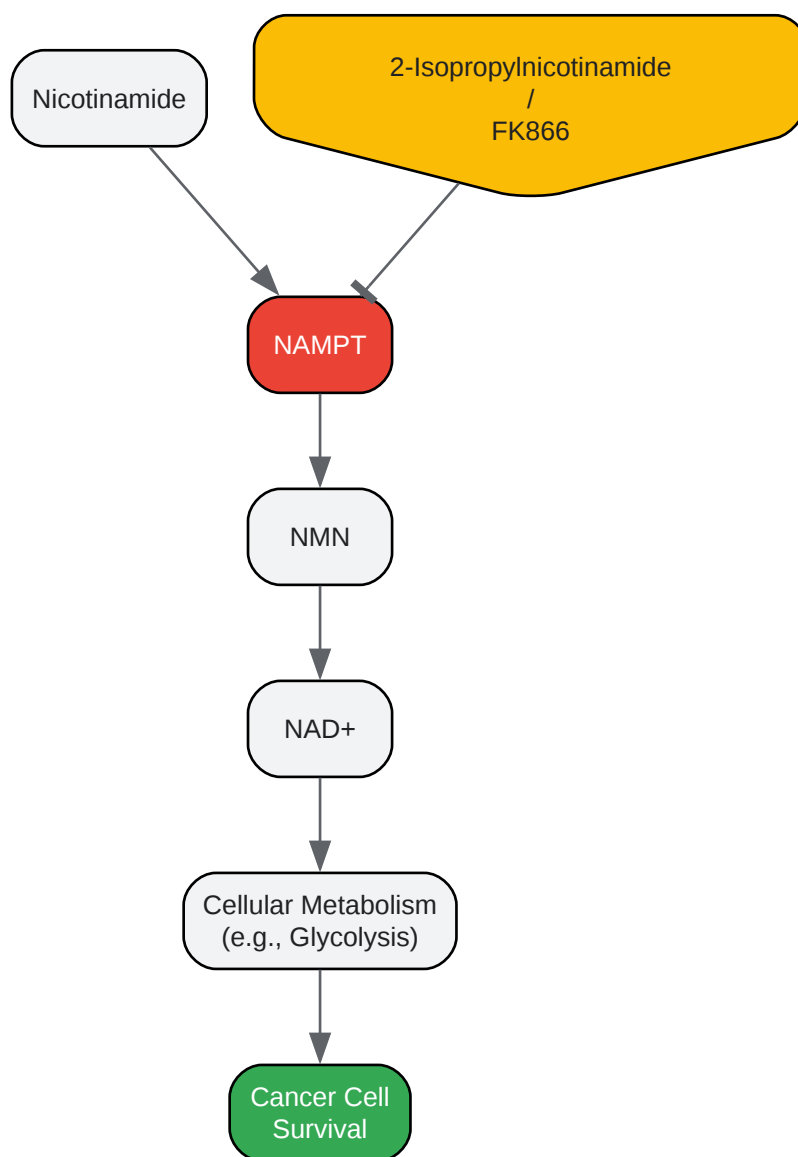 Nicotinamide
2-Isopropylnicotinamide
/
FK866
NAMPT
NMN
NAD+
Cellular Metabolism
(e.g., Glycolysis)
Cancer Cell
Survival